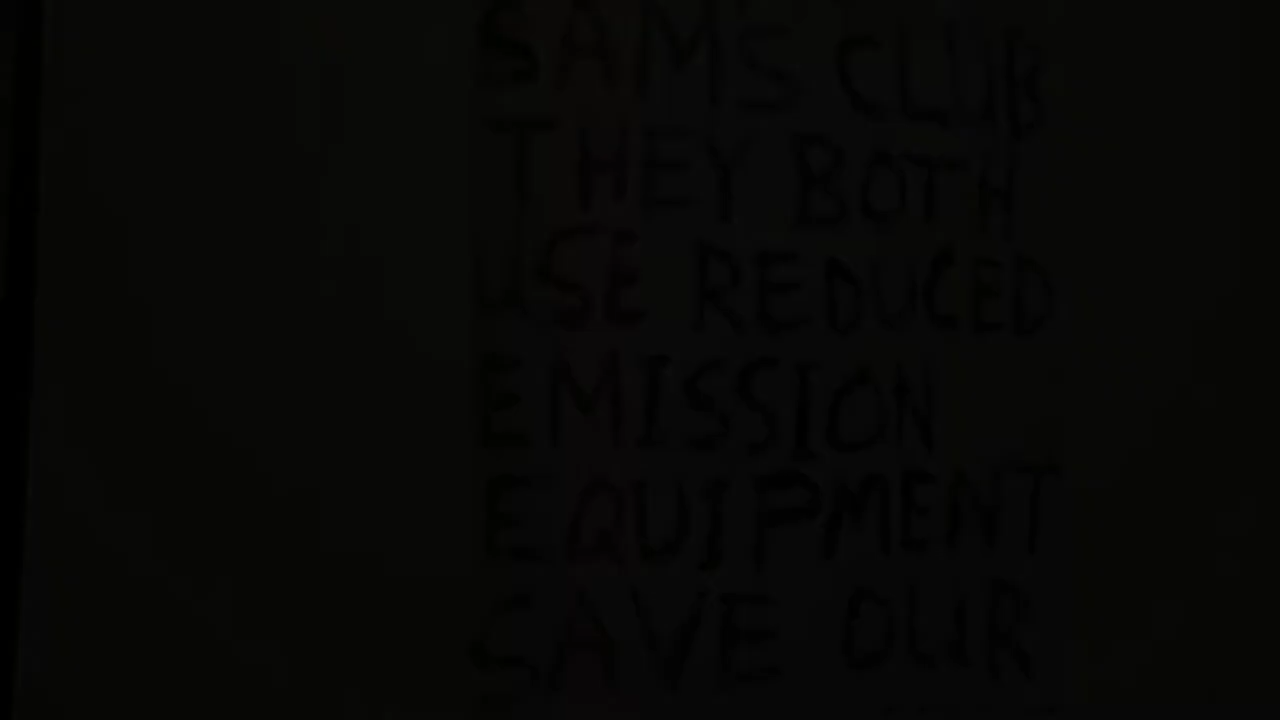 SAMS CLUB
THEY BOTH
USE REDUCED
EMISSION
EQUIPMENT
SAVE OUR